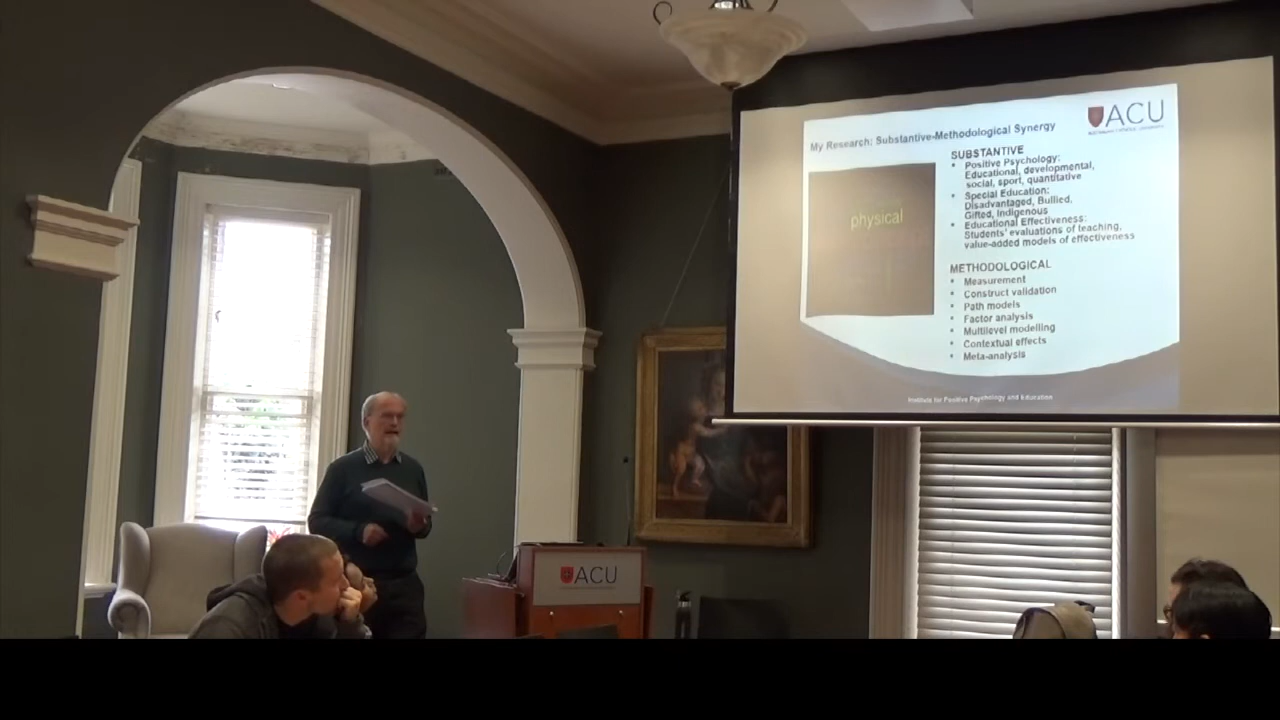 ACU
My Research: Substantive-Methodological Synergy
physical
SUBSTANTIVE
• Positive Psychology:
Educational, developmental,
social, sport, quantitative
• Special Education:
Disadvantaged, Bullied,
Gifted, Indigenous
• Educational Effectiveness:
Students' evaluations of teaching,
value-added models of effectiveness
METHODOLOGICAL
• Measurement
• Construct validation
• Path models
• Factor analysis
• Multilevel modelling
• Contextual effects
• Meta-analysis
Institute for Positive Psychology and Education
ACU